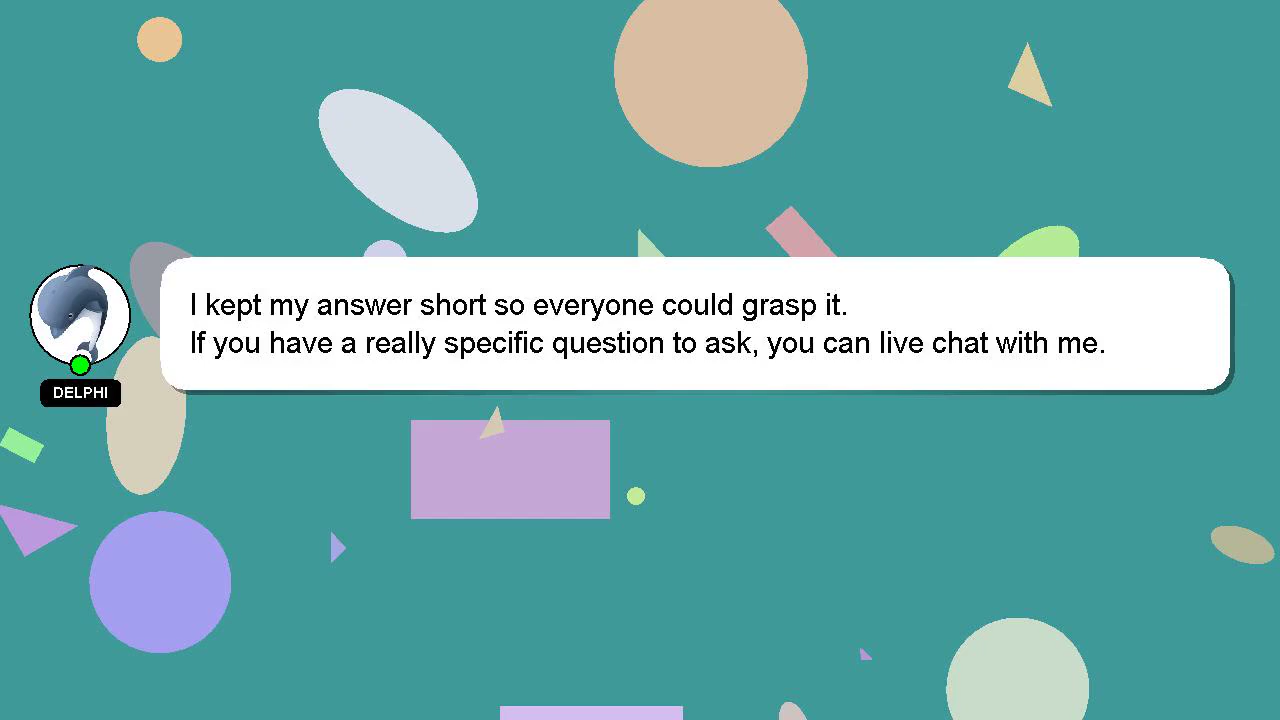 I kept my answer short so everyone could grasp it.
If you have a really specific question to ask, you can live chat with me.
DELPHI